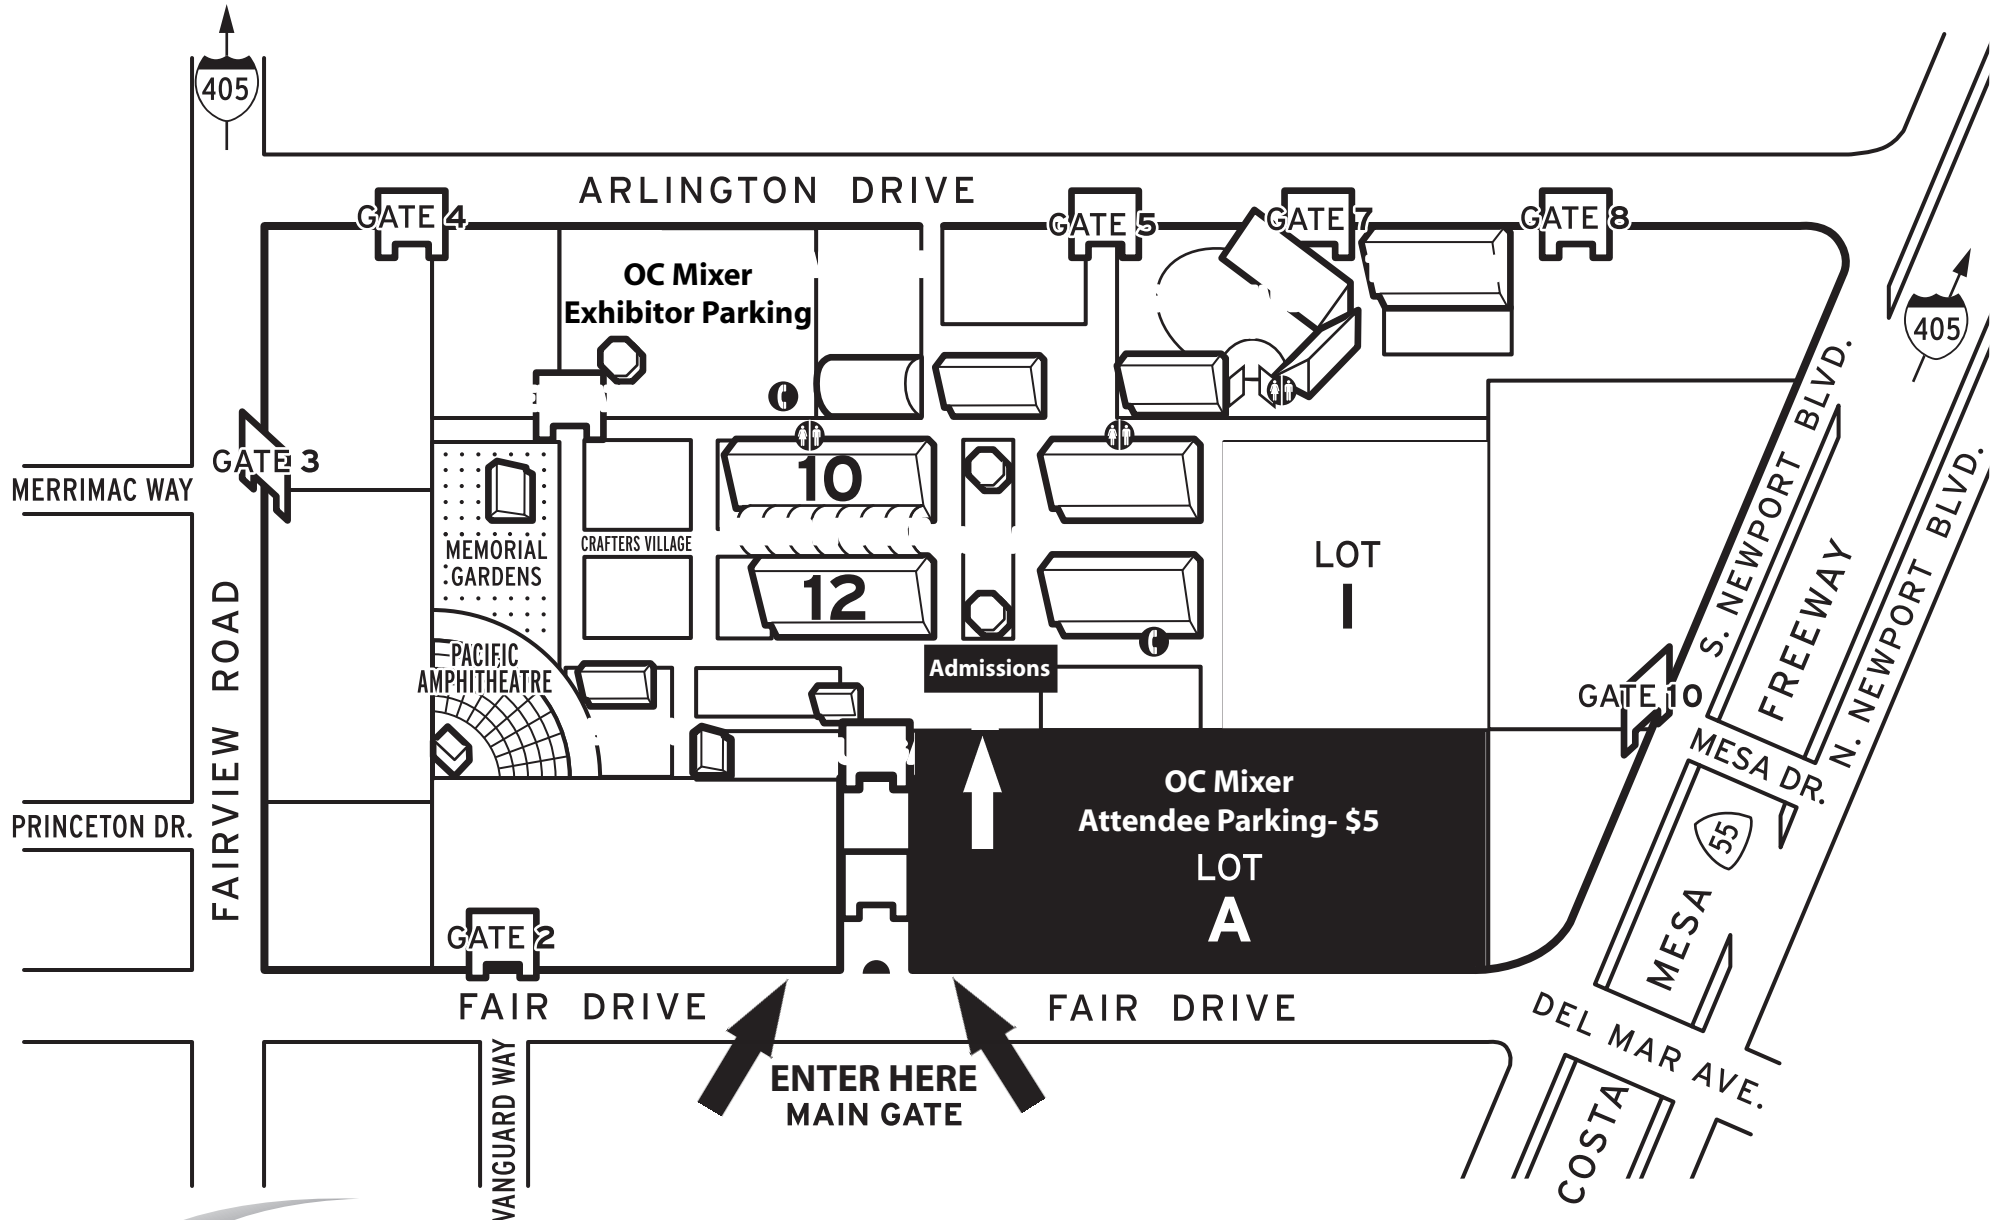 405
ARLINGTON DRIVE
GATE 4
GATE 5
GATE 7
GATE 8
OC Mixer
Exhibitor Parking
405
S. NEWPORT BLVD.
N. NEWPORT BLVD.
FREEWAY
GATE 3
MERRIMAC WAY
10
MEMORIAL
GARDENS
CRAFTERS VILLAGE
12
LOT
I
FAIRVIEW ROAD
PACIFIC
AMPHITHEATRE
Admissions
GATE 10
MESA DR.
PRINCETON DR.
OC Mixer
Attendee Parking- $5
LOT
A
55
MESA
GATE 2
FAIR DRIVE
FAIR DRIVE
DEL MAR AVE.
VANGUARD WAY
ENTER HERE
MAIN GATE
COSTA